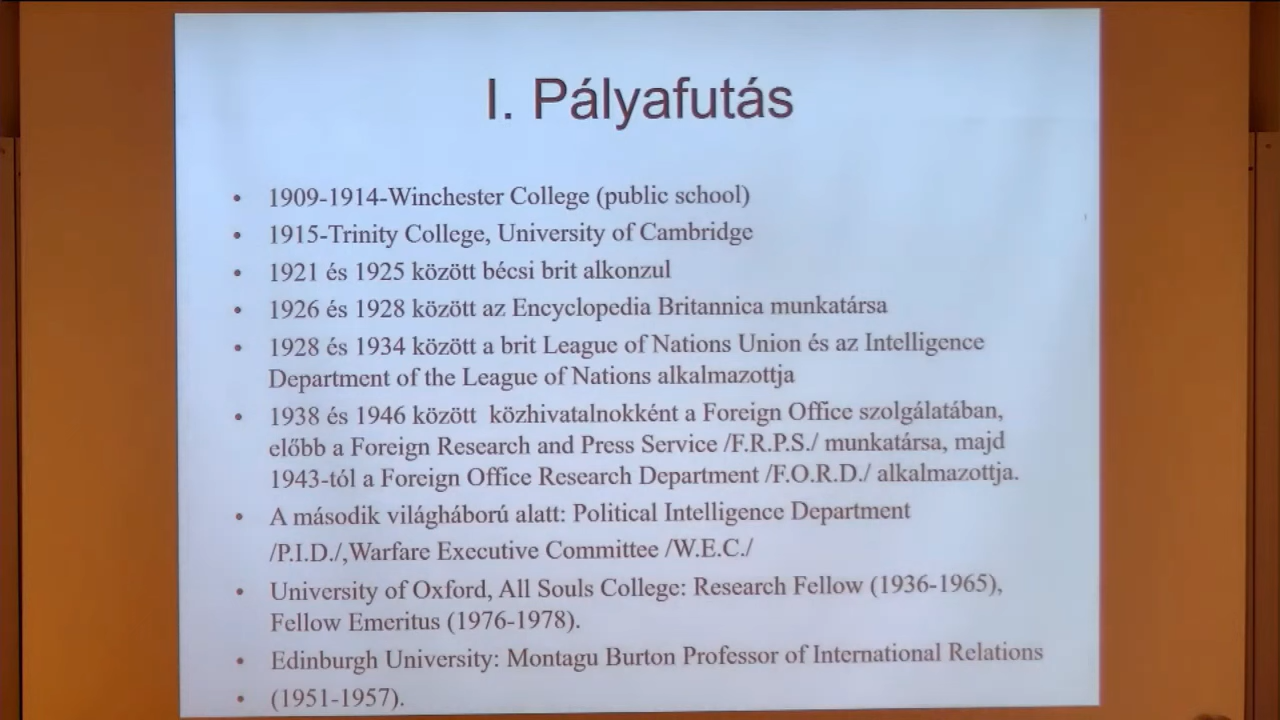 I. Pályafutás
• 1909-1914-Winchester College (public school)
• 1915-Trinity College, University of Cambridge
• 1921 és 1925 között bécsi brit alkonzul
• 1926 és 1928 között az Encyclopedia Britannica munkatársa
• 1928 és 1934 között a brit League of Nations Union és az Intelligence
Department of the League of Nations alkalmazottja
• 1938 és 1946 között közhivatalnokként a Foreign Office szolgálatában,
előbb a Foreign Research and Press Service /F.R.P.S./ munkatársa, majd
1943-tól a Foreign Office Research Department /F.O.R.D./ alkalmazottja.
• A második világháború alatt: Political Intelligence Department
/P.I.D./,Warfare Executive Committee /W.E.C./
• University of Oxford, All Souls College: Research Fellow (1936-1965),
Fellow Emeritus (1976-1978).
• Edinburgh University: Montagu Burton Professor of International Relations
• (1951-1957).